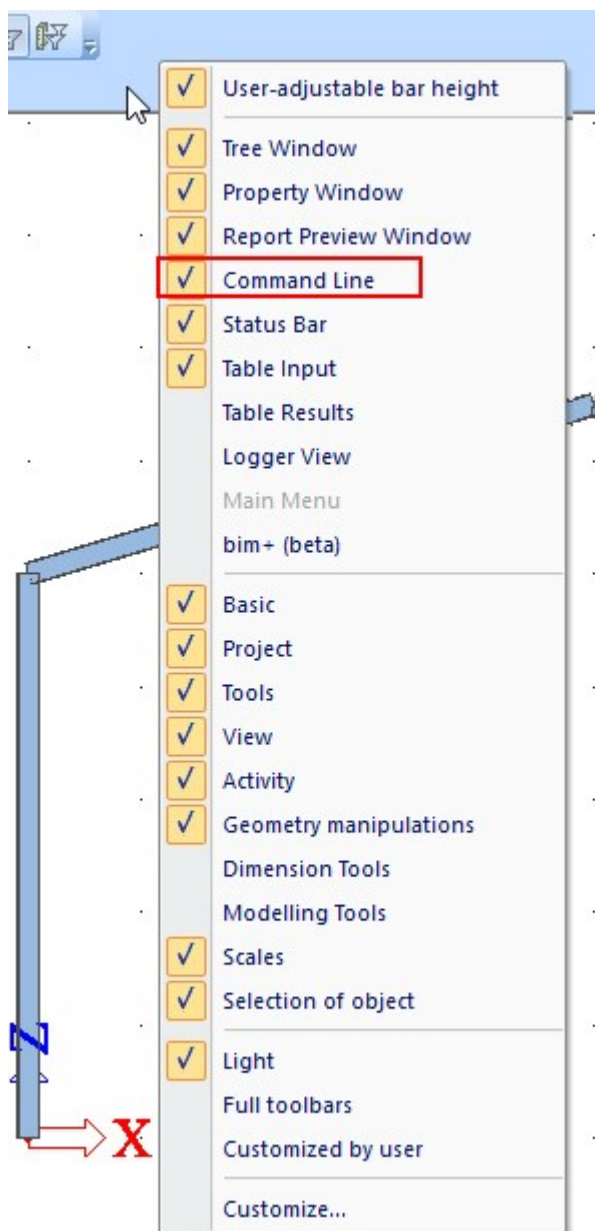 User-adjustable bar height
Tree Window
Property Window
Report Preview Window
Command Line
Status Bar
Table Input
Table Results
Logger View
Main Menu
bim+ (beta)
Basic
Project
Tools
View
Activity
Geometry manipulations
Dimension Tools
Modelling Tools
Scales
Selection of object
Light
Full toolbars
X
Customized by user
Customize...